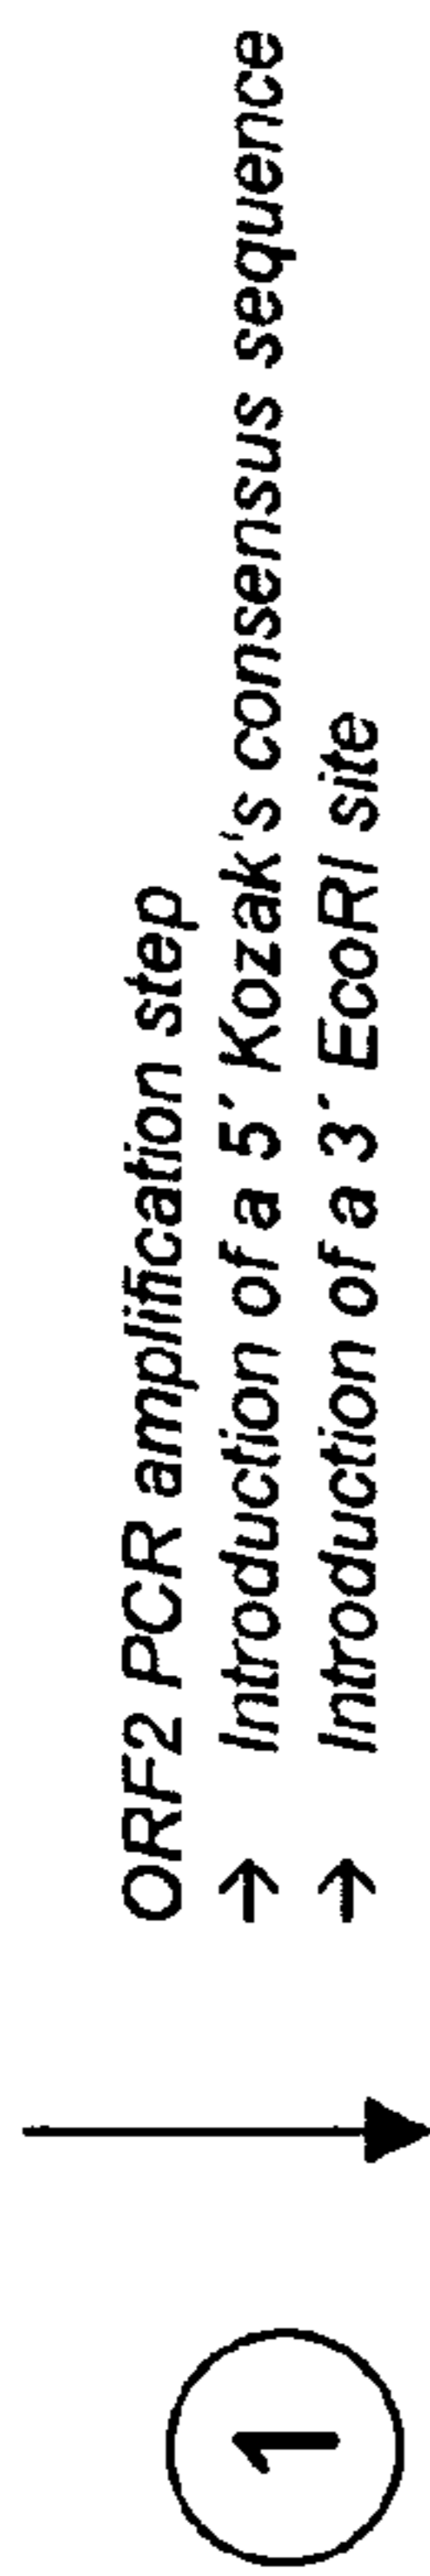 1
ORF2 PCR amplification step
→ Introduction of a 5´ Kozak's consensus sequence
→ Introduction of a 3´ EcoRI site